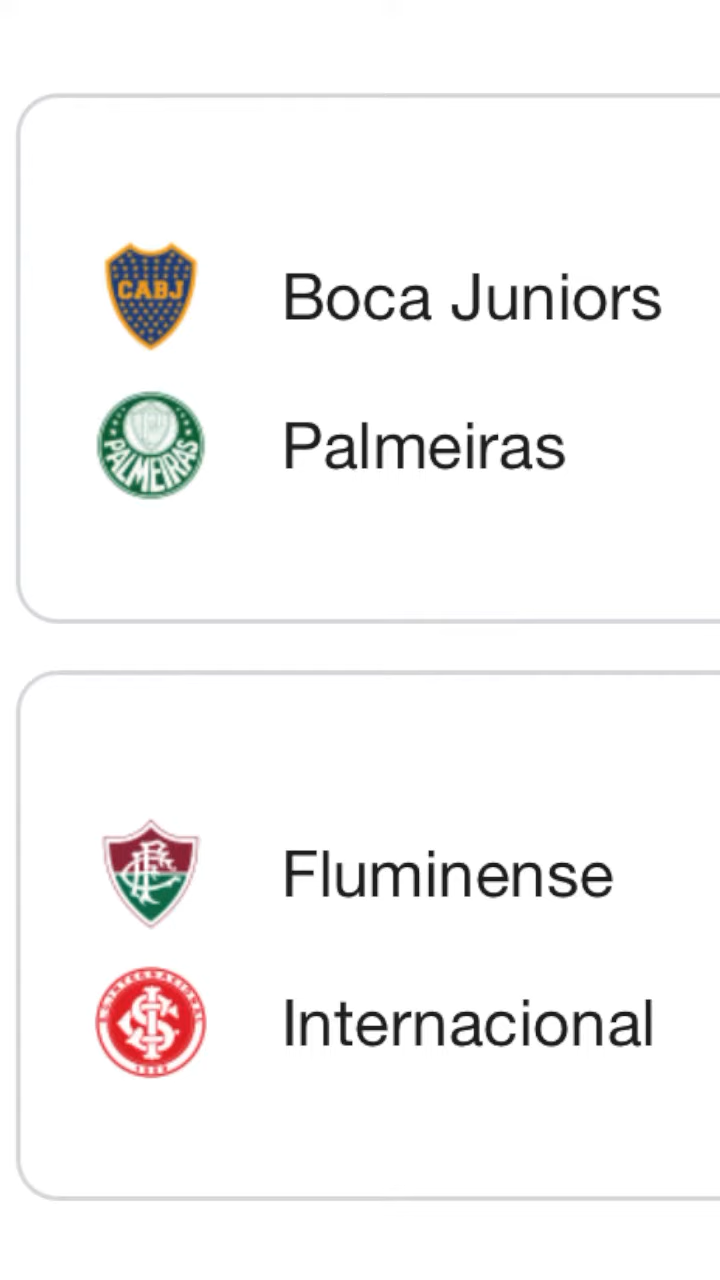 CABJ
Boca Juniors
PALMEIRAS
Palmeiras
Fluminense
Internacional